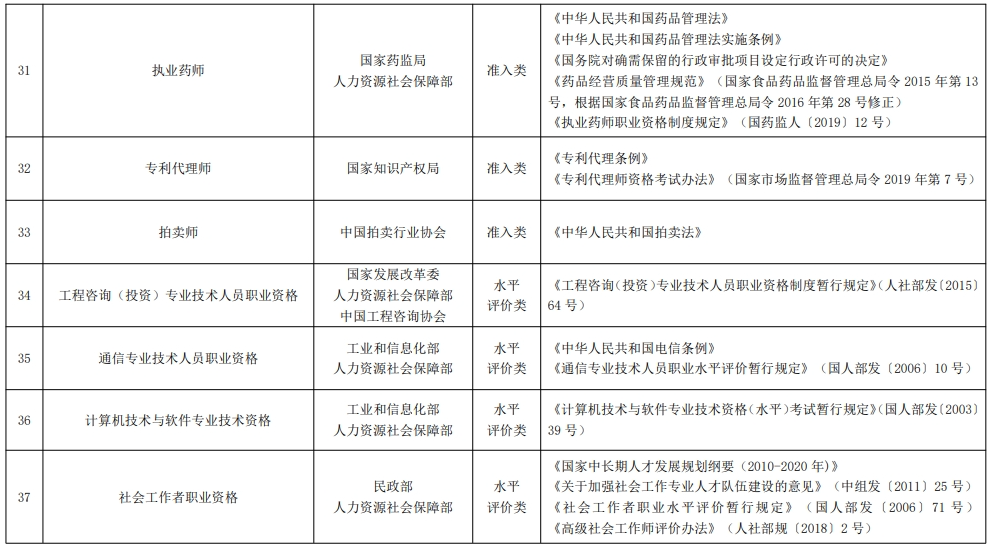 31
执业药师
国家药监局
人力资源社会保障部
准入类
《中华人民共和国药品管理法》
《中华人民共和国药品管理法实施条例》
《国务院对确需保留的行政审批项目设定行政许可的决定》
《药品经营质量管理规范》（国家食品药品监督管理总局令 2015 年第 13
号，根据国家食品药品监督管理总局令 2016 年第 28 号修正）
《执业药师职业资格制度规定》（国药监人〔2019〕12 号）
32
专利代理师
国家知识产权局
准入类
《专利代理条例》
《专利代理师资格考试办法》（国家市场监督管理总局令 2019 年第 7 号）
33
拍卖师
中国拍卖行业协会
准入类
《中华人民共和国拍卖法》
34
工程咨询（投资）专业技术人员职业资格
国家发展改革委
人力资源社会保障部
中国工程咨询协会
水平
评价类
《工程咨询（投资）专业技术人员职业资格制度暂行规定》（人社部发〔2015〕
64 号）
35
通信专业技术人员职业资格
工业和信息化部
人力资源社会保障部
水平
评价类
《中华人民共和国电信条例》
《通信专业技术人员职业水平评价暂行规定》（国人部发〔2006〕10 号）
36
计算机技术与软件专业技术资格
工业和信息化部
人力资源社会保障部
水平
评价类
《计算机技术与软件专业技术资格（水平）考试暂行规定》（国人部发〔2003〕
39 号）
37
社会工作者职业资格
民政部
人力资源社会保障部
水平
评价类
《国家中长期人才发展规划纲要（2010-2020 年)》
《关于加强社会工作专业人才队伍建设的意见》（中组发〔2011〕25 号）
《社会工作者职业水平评价暂行规定》（国人部发〔2006〕71 号）
《高级社会工作师评价办法》（人社部规〔2018〕2 号）